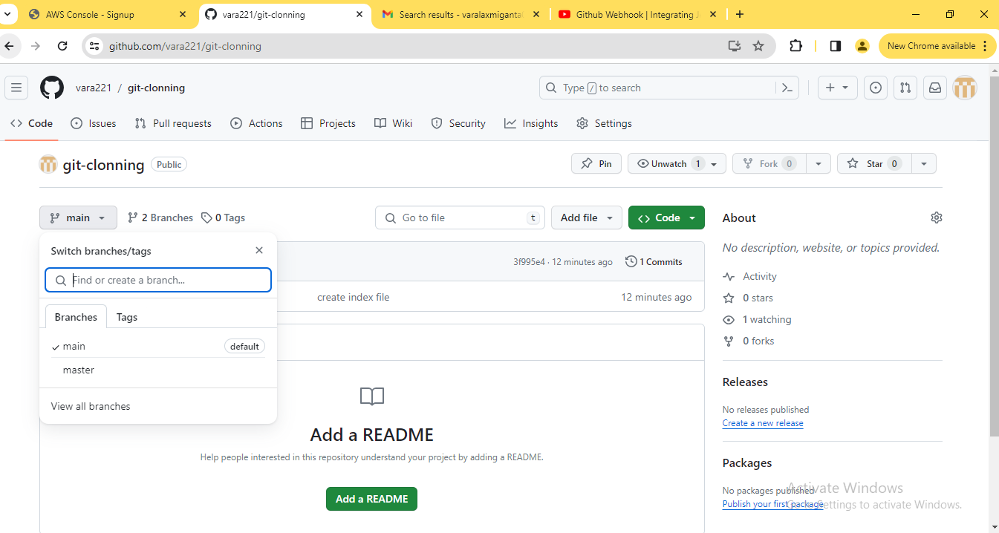 AWS Console - Signup
vara221/git-clonning
Search results - varalaxmiganta
Github Webhook | Integrating J
github.com/vara221/git-clonning
New Chrome available
vara221 / git-clonning
Type / to search
Code
Issues
Pull requests
Actions
Projects
Wiki
Security
Insights
Settings
git-clonning Public
Pin
Unwatch 1
Fork 0
Star 0
main
2 Branches
0 Tags
Go to file t
Add file
Code
About
Switch branches/tags
No description, website, or topics provided.
3f995e4 · 12 minutes ago
1 Commits
Find or create a branch...
Activity
create index file
12 minutes ago
0 stars
Branches
Tags
1 watching
main default
0 forks
master
Releases
View all branches
No releases published
Create a new release
Add a README
Help people interested in this repository understand your project by adding a README.
Packages
No packages published
Publish your first package
Add a README
Activate Windows
Go to Settings to activate Windows.